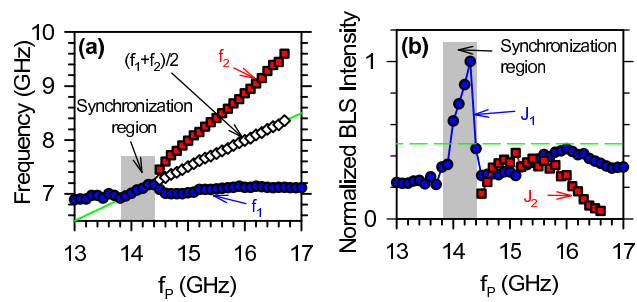 (a)
Frequency (GHz)
10
9
8
7
(f1+f2)/2
f2
Synchronization
region
f1
13 14 15 16 17
fP (GHz)
(b)
Normalized BLS Intensity
1
0
Synchronization
region
J1
J2
13 14 15 16 17
fP (GHz)